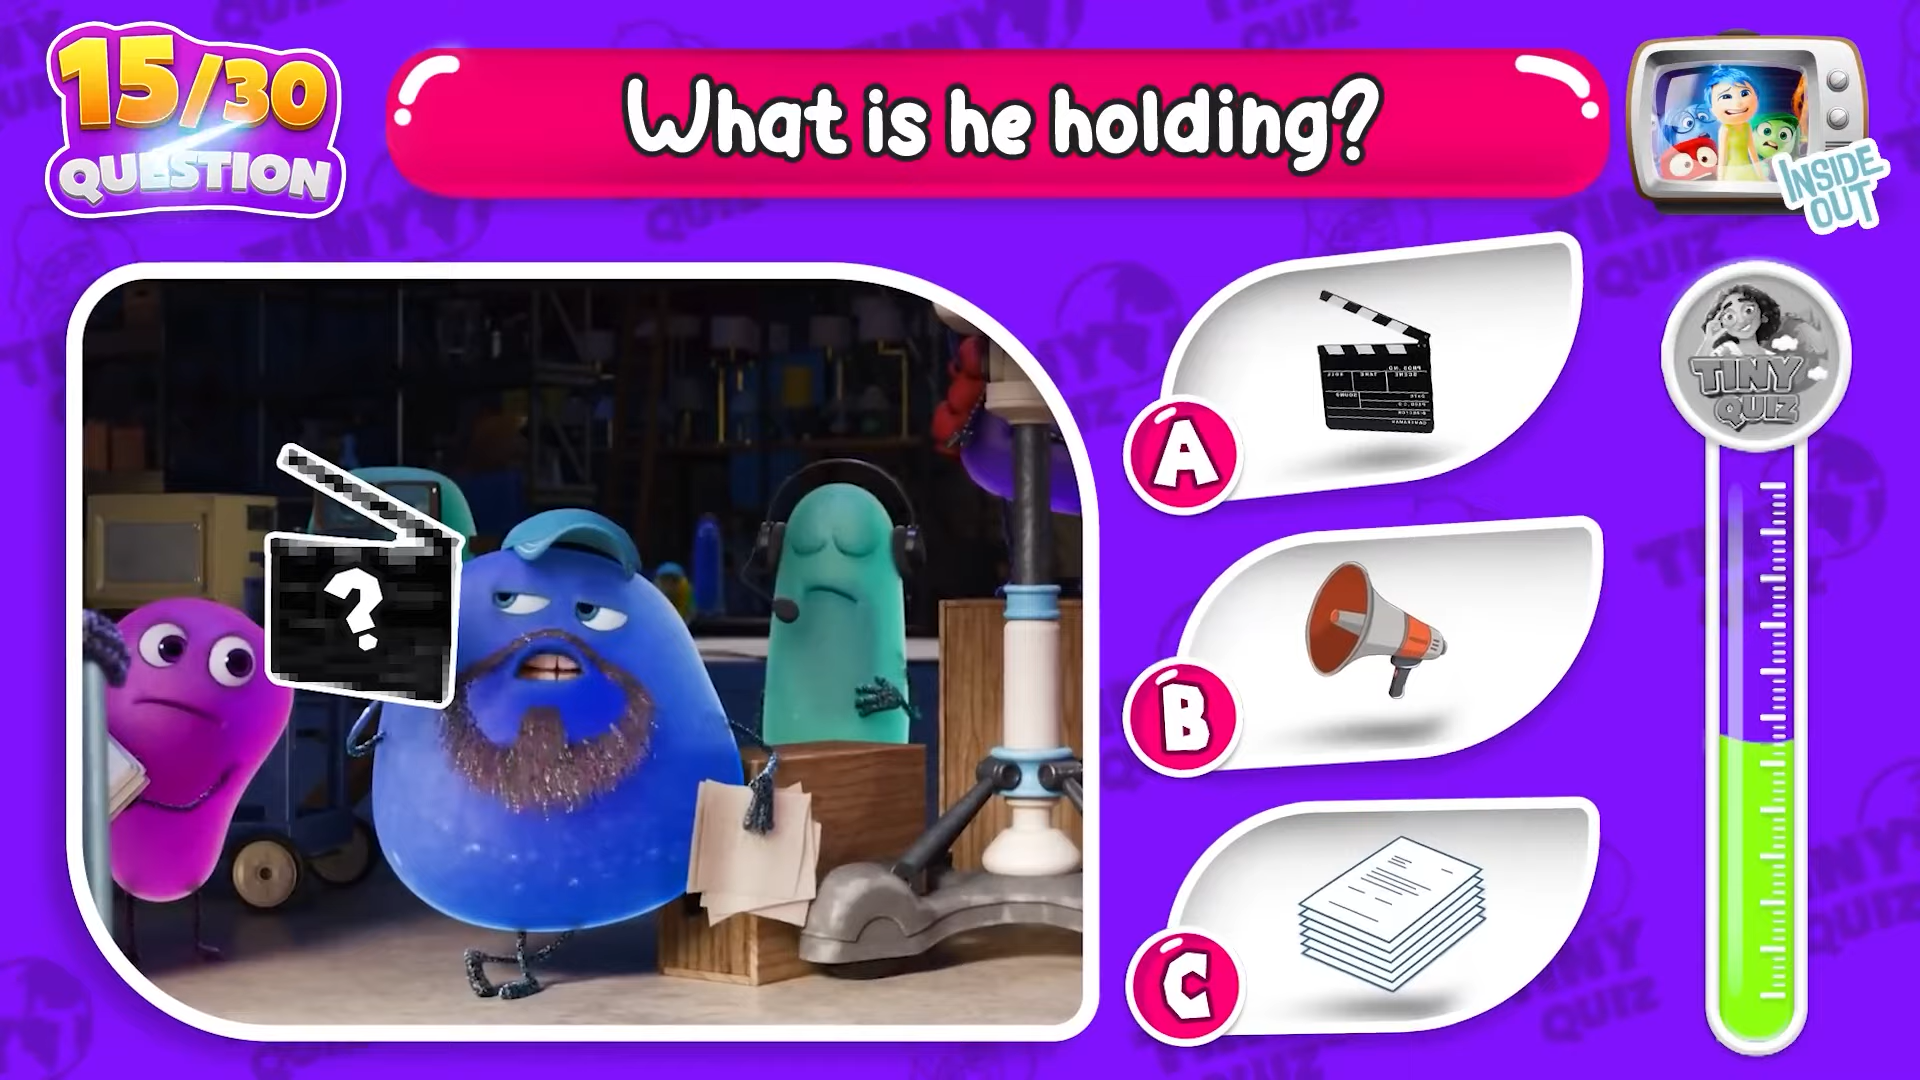 15/30
QUESTION
What is he holding?
INSIDE
OUT
?
A
B
C
TINY
QUIZ